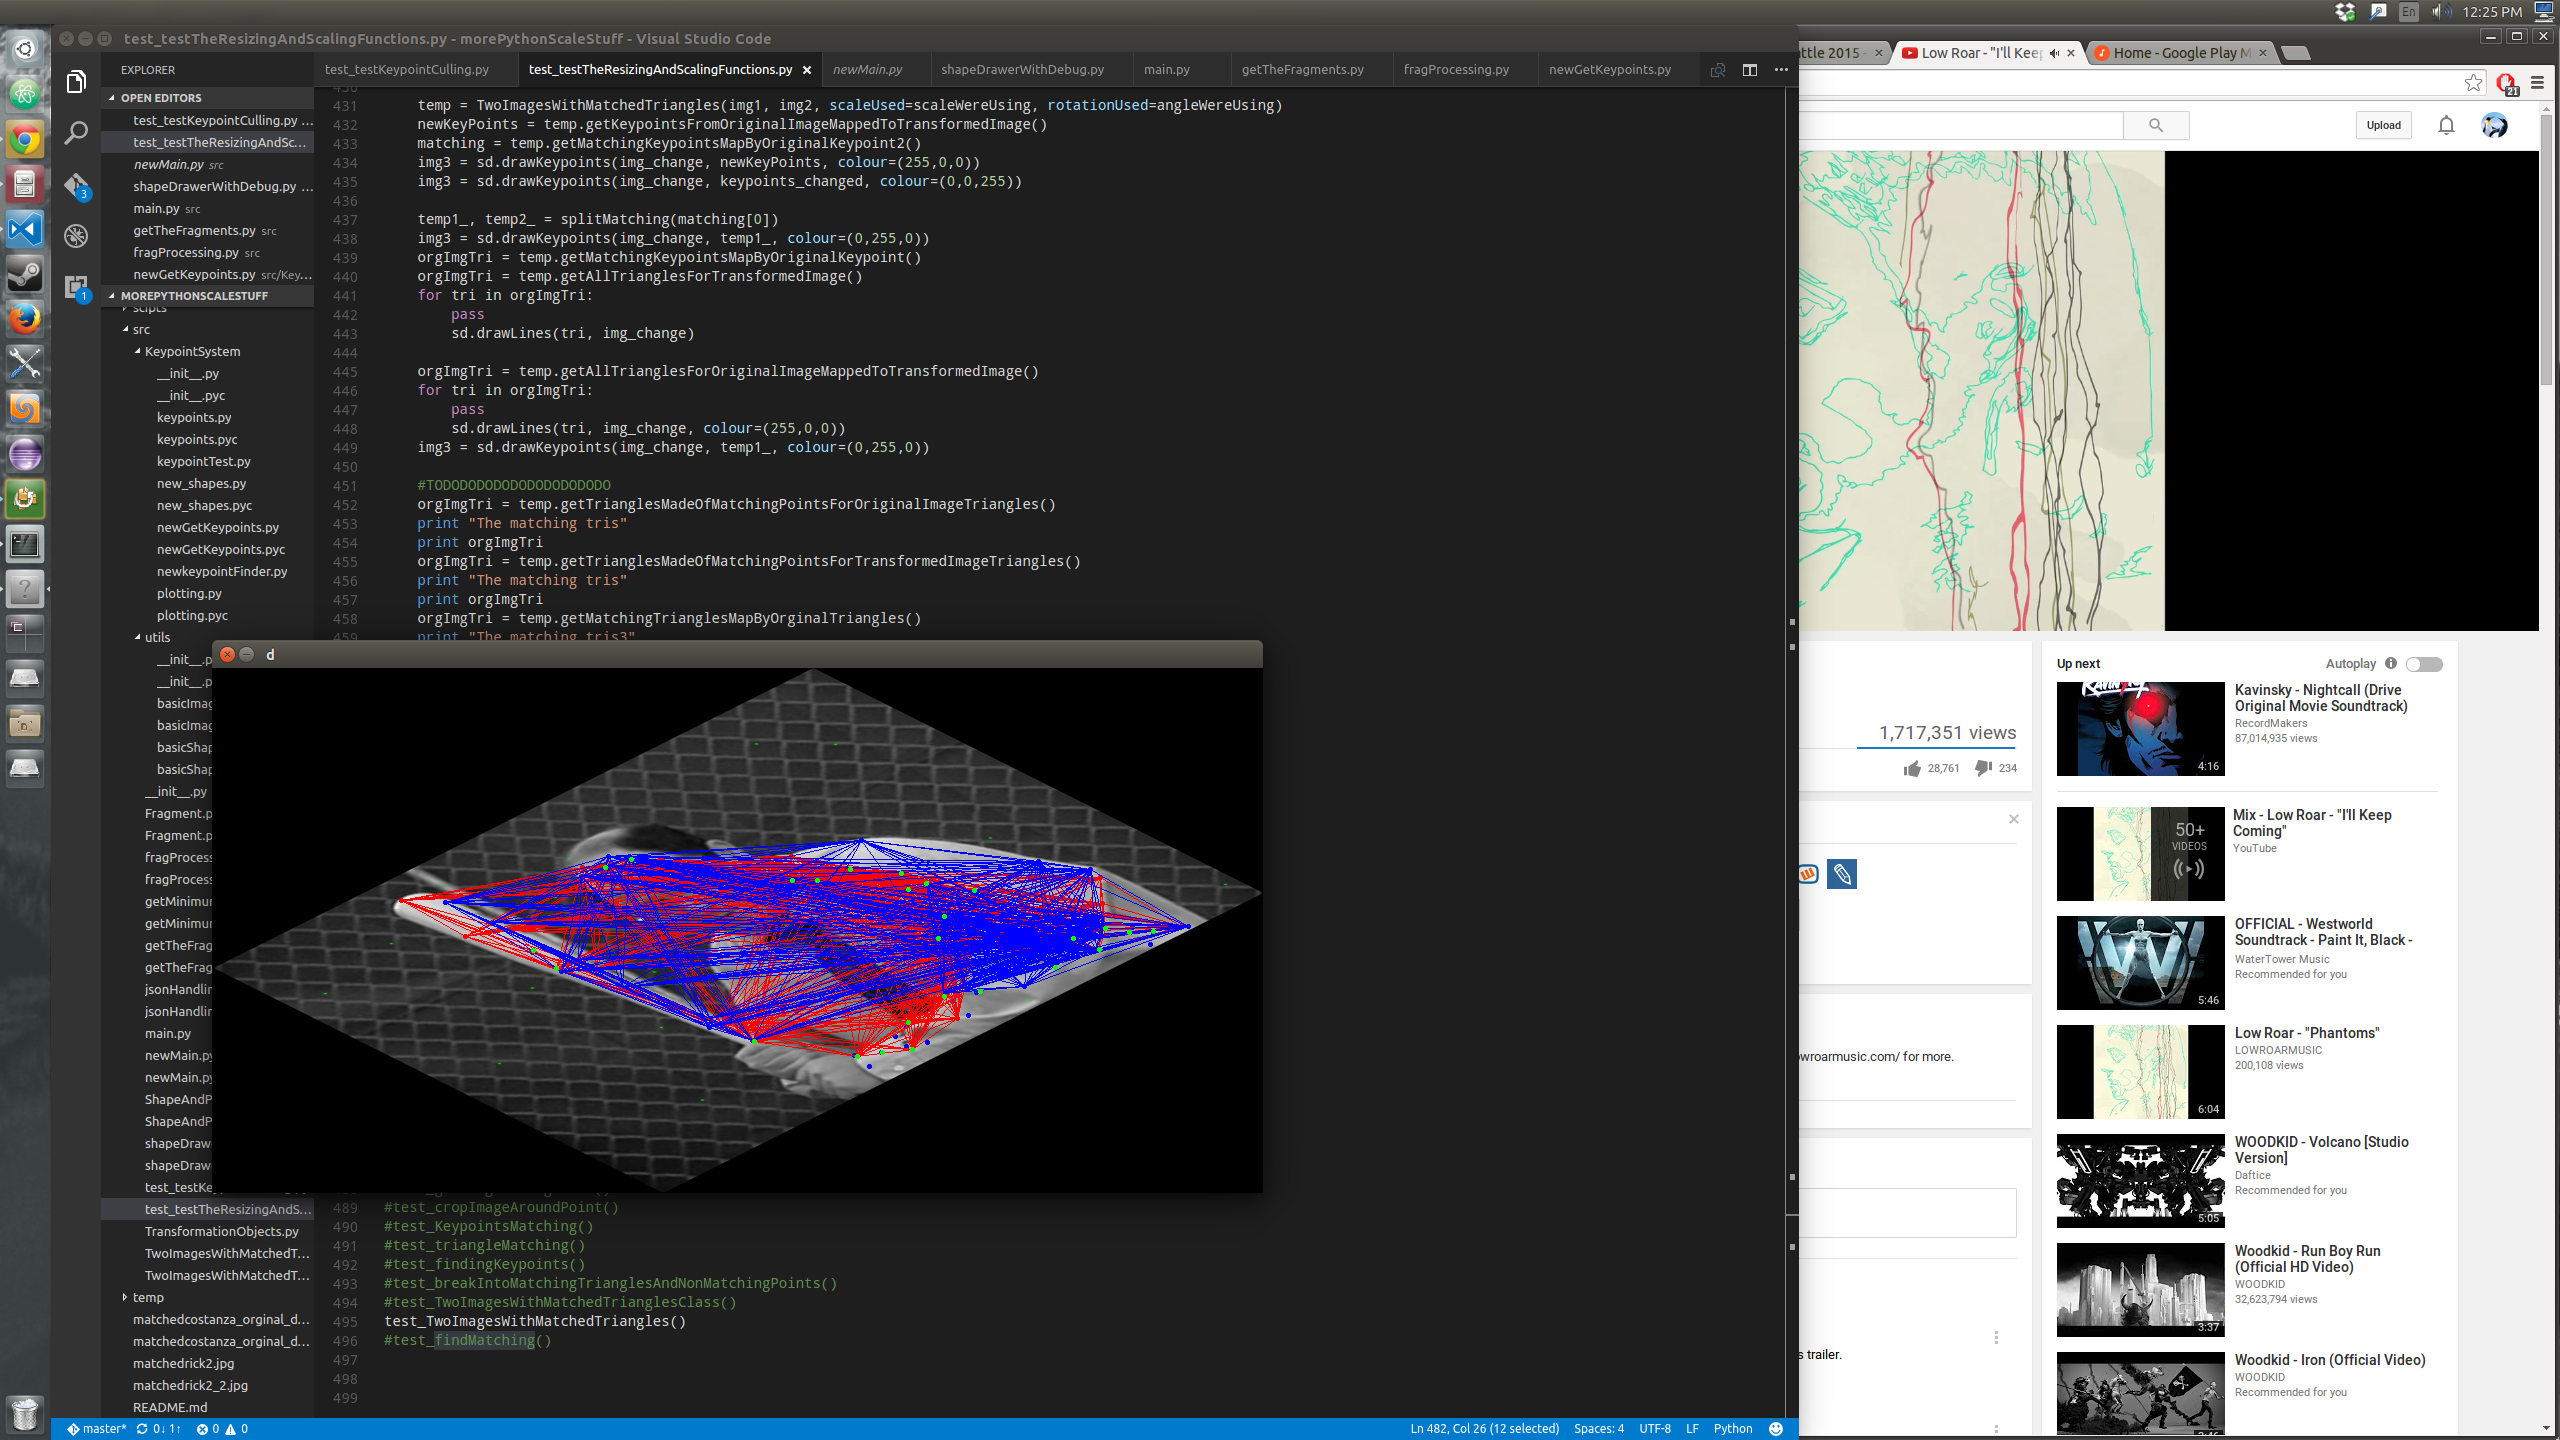 En
12:25 PM
test_testTheResizingAndScalingFunctions.py - morePythonScaleStuff - Visual Studio Code
ttle 2015 -
Low Roar - "I'll Keep
Home - Google Play M
EXPLORER
test_testKeypointCulling.py
test_testTheResizingAndScalingFunctions.py
newMain.py
shapeDrawerWithDebug.py
main.py
getTheFragments.py
fragProcessing.py
newGetKeypoints.py
21
OPEN EDITORS
test_testKeypointCulling.py ...
test_testTheResizingAndSc...
newMain.py src
shapeDrawerWithDebug.py ...
main.py src
getTheFragments.py src
fragProcessing.py src
newGetKeypoints.py src/Key...
3
1
MOREPYTHONSCALESTUFF
scipts
src
KeypointSystem
__init__.py
__init__.pyc
keypoints.py
keypoints.pyc
keypointTest.py
new_shapes.py
new_shapes.pyc
newGetKeypoints.py
newGetKeypoints.pyc
newkeypointFinder.py
plotting.py
plotting.pyc
utils
__init__.p
__init__.p
basicImag
basicImag
basicShap
basicShap
__init__.py
Fragment.p
Fragment.p
fragProcess
fragProcess
getMinimur
getMinimur
getTheFrag
getTheFrag
jsonHandlin
jsonHandlin
main.py
newMain.py
newMain.py
ShapeAndP
ShapeAndP
shapeDraw
shapeDraw
test_testKe
test_testTheResizingAndS...
TransformationObjects.py
TwoImagesWithMatchedT...
TwoImagesWithMatchedT...
temp
matchedcostanza_orginal_d...
matchedcostanza_orginal_d...
matchedrick2.jpg
matchedrick2_2.jpg
README.md
430
431 temp = TwoImagesWithMatchedTriangles(img1, img2, scaleUsed=scaleWereUsing, rotationUsed=angleWereUsing)
432 newKeyPoints = temp.getKeypointsFromOriginalImageMappedToTransformedImage()
433 matching = temp.getMatchingKeypointsMapByOriginalKeypoint2()
434 img3 = sd.drawKeypoints(img_change, newKeyPoints, colour=(255,0,0))
435 img3 = sd.drawKeypoints(img_change, keypoints_changed, colour=(0,0,255))
436
437 temp1_, temp2_ = splitMatching(matching[0])
438 img3 = sd.drawKeypoints(img_change, temp1_, colour=(0,255,0))
439 orgImgTri = temp.getMatchingKeypointsMapByOriginalKeypoint()
440 orgImgTri = temp.getAllTrianglesForTransformedImage()
441 for tri in orgImgTri:
442 pass
443 sd.drawLines(tri, img_change)
444
445 orgImgTri = temp.getAllTrianglesForOriginalImageMappedToTransformedImage()
446 for tri in orgImgTri:
447 pass
448 sd.drawLines(tri, img_change, colour=(255,0,0))
449 img3 = sd.drawKeypoints(img_change, temp1_, colour=(0,255,0))
450
451 #TODODODODODODODODODODO
452 orgImgTri = temp.getTrianglesMadeOfMatchingPointsForOriginalImageTriangles()
453 print "The matching tris"
454 print orgImgTri
455 orgImgTri = temp.getTrianglesMadeOfMatchingPointsForTransformedImageTriangles()
456 print "The matching tris"
457 print orgImgTri
458 orgImgTri = temp.getMatchingTrianglesMapByOrginalTriangles()
459 print "The matching tris3"
d
489 #test_cropImageAroundPoint()
490 #test_KeypointsMatching()
491 #test_triangleMatching()
492 #test_findingKeypoints()
493 #test_breakIntoMatchingTrianglesAndNonMatchingPoints()
494 #test_TwoImagesWithMatchedTrianglesClass()
495 test_TwoImagesWithMatchedTriangles()
496 #test_findMatching()
497
498
499
master* 0↓ 1↑ 0 0
Ln 482, Col 26 (12 selected) Spaces: 4 UTF-8 LF Python
Upload
1,717,351 views
28,761 234
owroarmusic.com/ for more.
s trailer.
Up next
Autoplay
Kavinsky - Nightcall (Drive
Original Movie Soundtrack)
RecordMakers
87,014,935 views
4:16
Mix - Low Roar - "I'll Keep
Coming"
YouTube
50+
VIDEOS
OFFICIAL - Westworld
Soundtrack - Paint It, Black -
WaterTower Music
Recommended for you
5:46
Low Roar - "Phantoms"
LOWROARMUSIC
200,108 views
6:04
WOODKID - Volcano [Studio
Version]
Daftice
Recommended for you
5:05
Woodkid - Run Boy Run
(Official HD Video)
WOODKID
32,623,794 views
3:37
Woodkid - Iron (Official Video)
WOODKID
Recommended for you